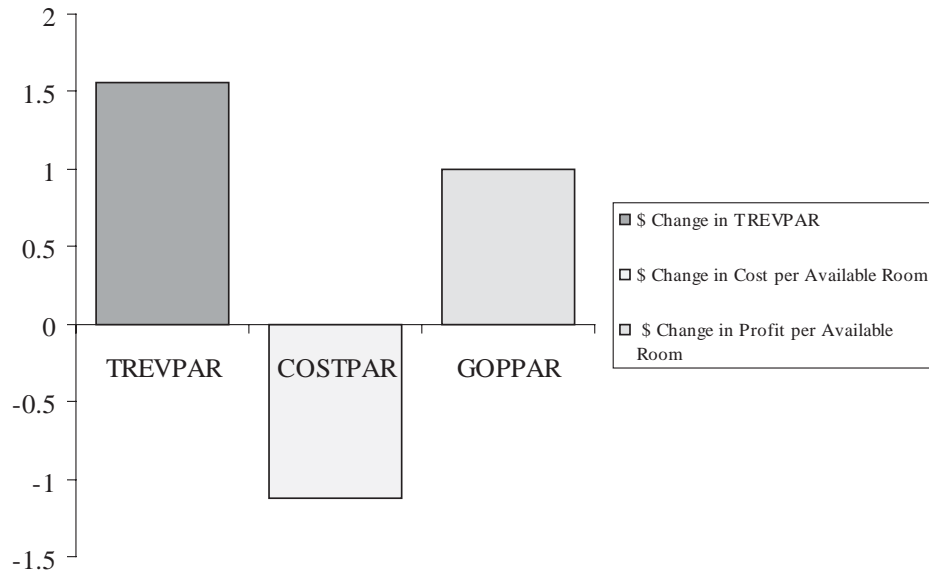 2
1.5
1
0.5
0
-0.5
-1
-1.5
TREVPAR COSTPAR GOPPAR
$ Change in TREVPAR
$ Change in Cost per Available Room
$ Change in Profit per Available
Room